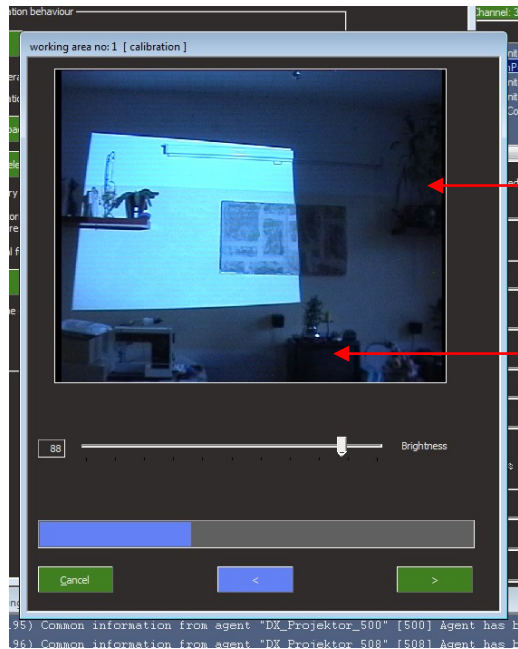 ation behaviour
Channel: 3
working area no: 1 [ calibration ]
88
Brightness
Cancel
<
>
95) Common information from agent "DX_Projektor_500" [500] Agent has b
96) Common information from agent "DX_Projektor_508" [508] Agent has b